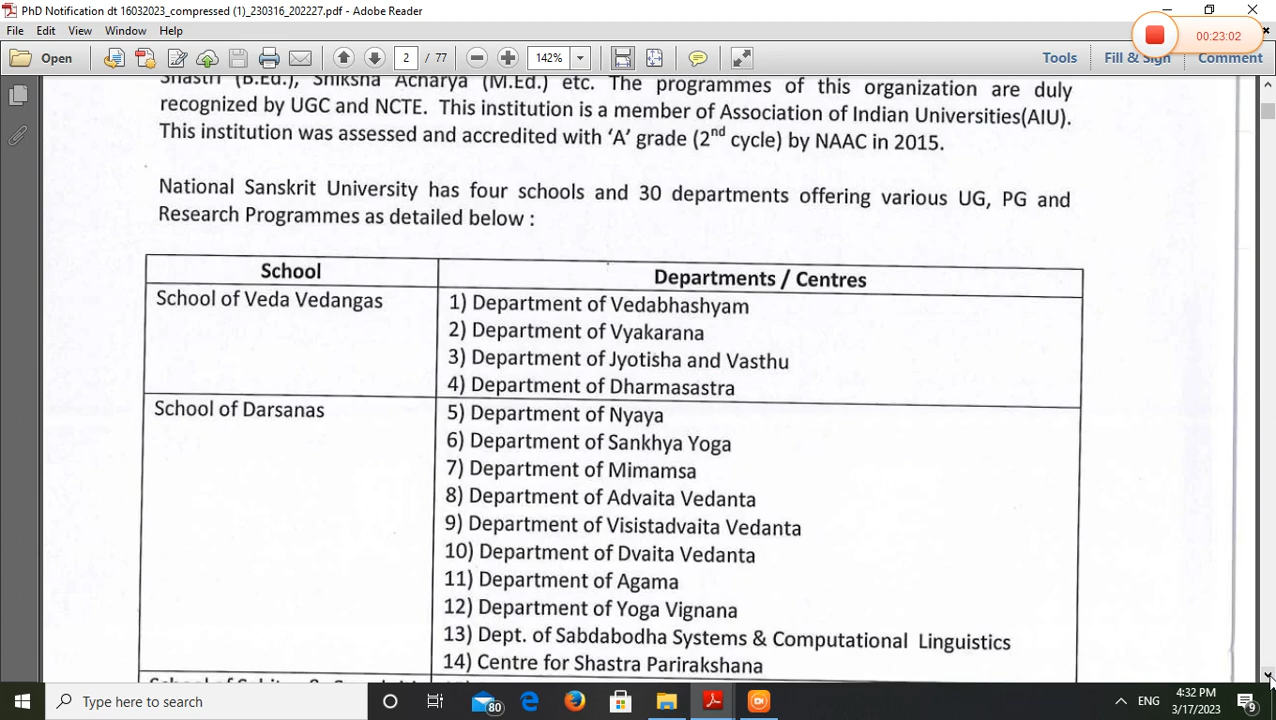 PhD Notification dt 16032023_compressed (1)_230316_202227.pdf - Adobe Reader
File Edit View Window Help
00:23:02
Open 2 / 77 142% Tools Fill & Sign Comment
Shastri (B.Ed.), Shiksha Acharya (M.Ed.) etc. The programmes of this organization are duly
recognized by UGC and NCTE. This institution is a member of Association of Indian Universities(AIU).
This institution was assessed and accredited with ‘A’ grade (2nd cycle) by NAAC in 2015.
National Sanskrit University has four schools and 30 departments offering various UG, PG and
Research Programmes as detailed below :
School Departments / Centres
School of Veda Vedangas 1) Department of Vedabhashyam
2) Department of Vyakarana
3) Department of Jyotisha and Vasthu
4) Department of Dharmasastra
School of Darsanas 5) Department of Nyaya
6) Department of Sankhya Yoga
7) Department of Mimamsa
8) Department of Advaita Vedanta
9) Department of Visistadvaita Vedanta
10) Department of Dvaita Vedanta
11) Department of Agama
12) Department of Yoga Vignana
13) Dept. of Sabdabodha Systems & Computational Linguistics
14) Centre for Shastra Parirakshana
Type here to search 80 ENG 4:32 PM
3/17/2023 9